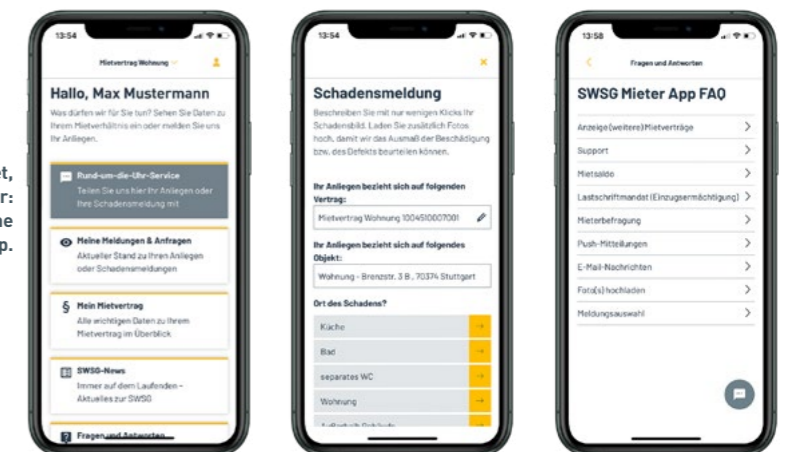 et,
r:
ne
p.
13:54
Mietvertrag Wohnung
Hallo, Max Mustermann
Was dürfen wir für Sie tun? Sehen Sie Daten zu
Ihrem Mietverhältnis ein oder melden Sie uns
Ihr Anliegen.
Rund-um-die-Uhr-Service
Teilen Sie uns hier Ihr Anliegen oder
Ihre Schadensmeldung mit
Meine Meldungen & Anfragen
Aktueller Stand zu Ihren Anliegen
oder Schadensmeldungen
§ Mein Mietvertrag
Alle wichtigen Daten zu Ihrem
Mietvertrag im Überblick
SWSG-News
Immer auf dem Laufenden -
Aktuelles zur SWSG
Fragen und Antworten
13:54
Schadensmeldung
Beschreiben Sie mit nur wenigen Klicks Ihr
Schadensbild. Laden Sie zusätzlich Fotos
hoch, damit wir das Ausmaß der Beschädigung
bzw. des Defekts beurteilen können.
Ihr Anliegen bezieht sich auf folgenden
Vertrag:
Mietvertrag Wohnung 1004510007001
Ihr Anliegen bezieht sich auf folgendes
Objekt:
Wohnung - Brenzstr. 3 B , 70374 Stuttgart
Ort des Schadens?
Küche
Bad
separates WC
Wohnung
Außerhalb Gebäude
13:58
Fragen und Antworten
SWSG Mieter App FAQ
Anzeige (weitere) Mietverträge
Support
Mietsaldo
Lastschriftmandat (Einzugsermächtigung)
Mieterbefragung
Push-Mitteilungen
E-Mail-Nachrichten
Foto(s) hochladen
Meldungsauswahl